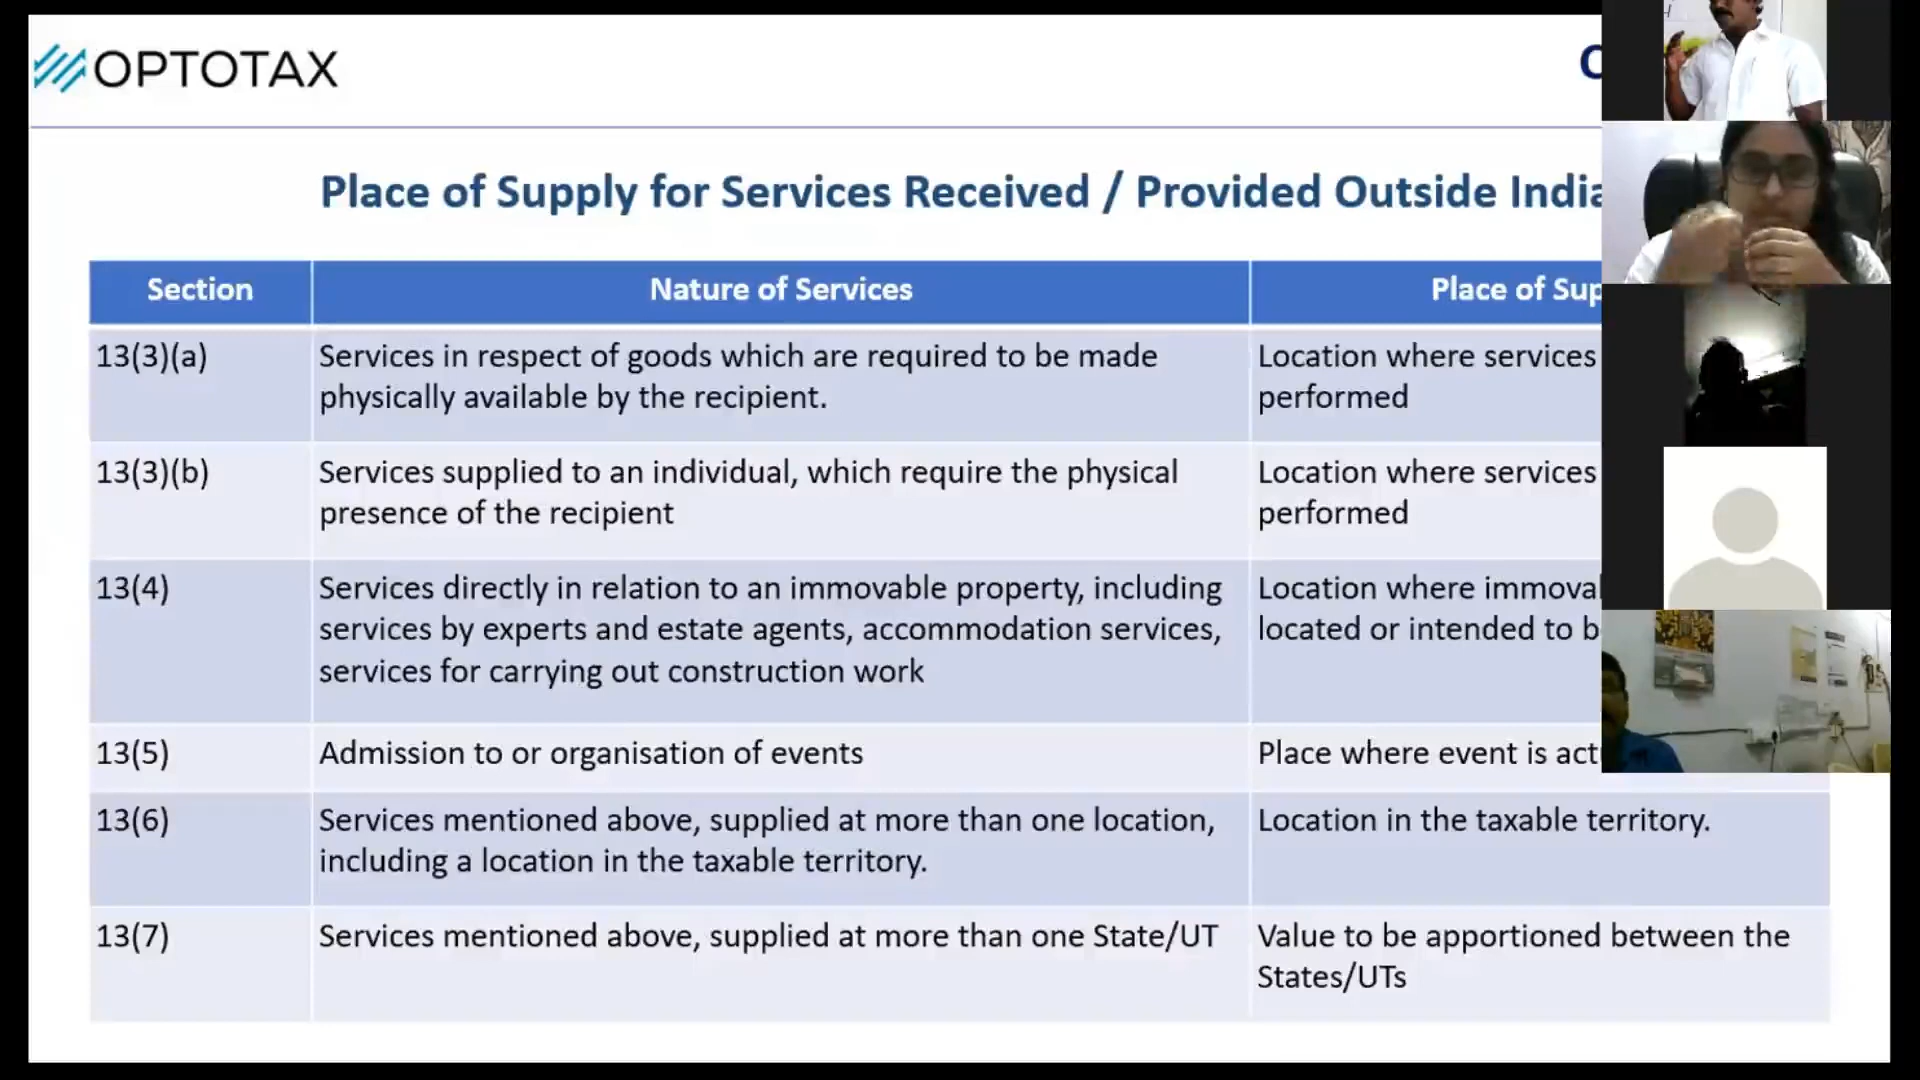 OPTOTAX
Place of Supply for Services Received / Provided Outside India
Section
Nature of Services
Place of
13(3)(a)
Services in respect of goods which are required to be made
physically available by the recipient.
Location where services
performed
13(3)(b)
Services supplied to an individual, which require the physical
presence of the recipient
Location where services
performed
13(4)
Services directly in relation to an immovable property, including
services by experts and estate agents, accommodation services,
services for carrying out construction work
Location where
located or intended to
13(5)
Admission to or organisation of events
Place where event is
13(6)
Services mentioned above, supplied at more than one location,
including a location in the taxable territory.
Location in the taxable territory.
13(7)
Services mentioned above, supplied at more than one State/UT
Value to be apportioned between the
States/UTs